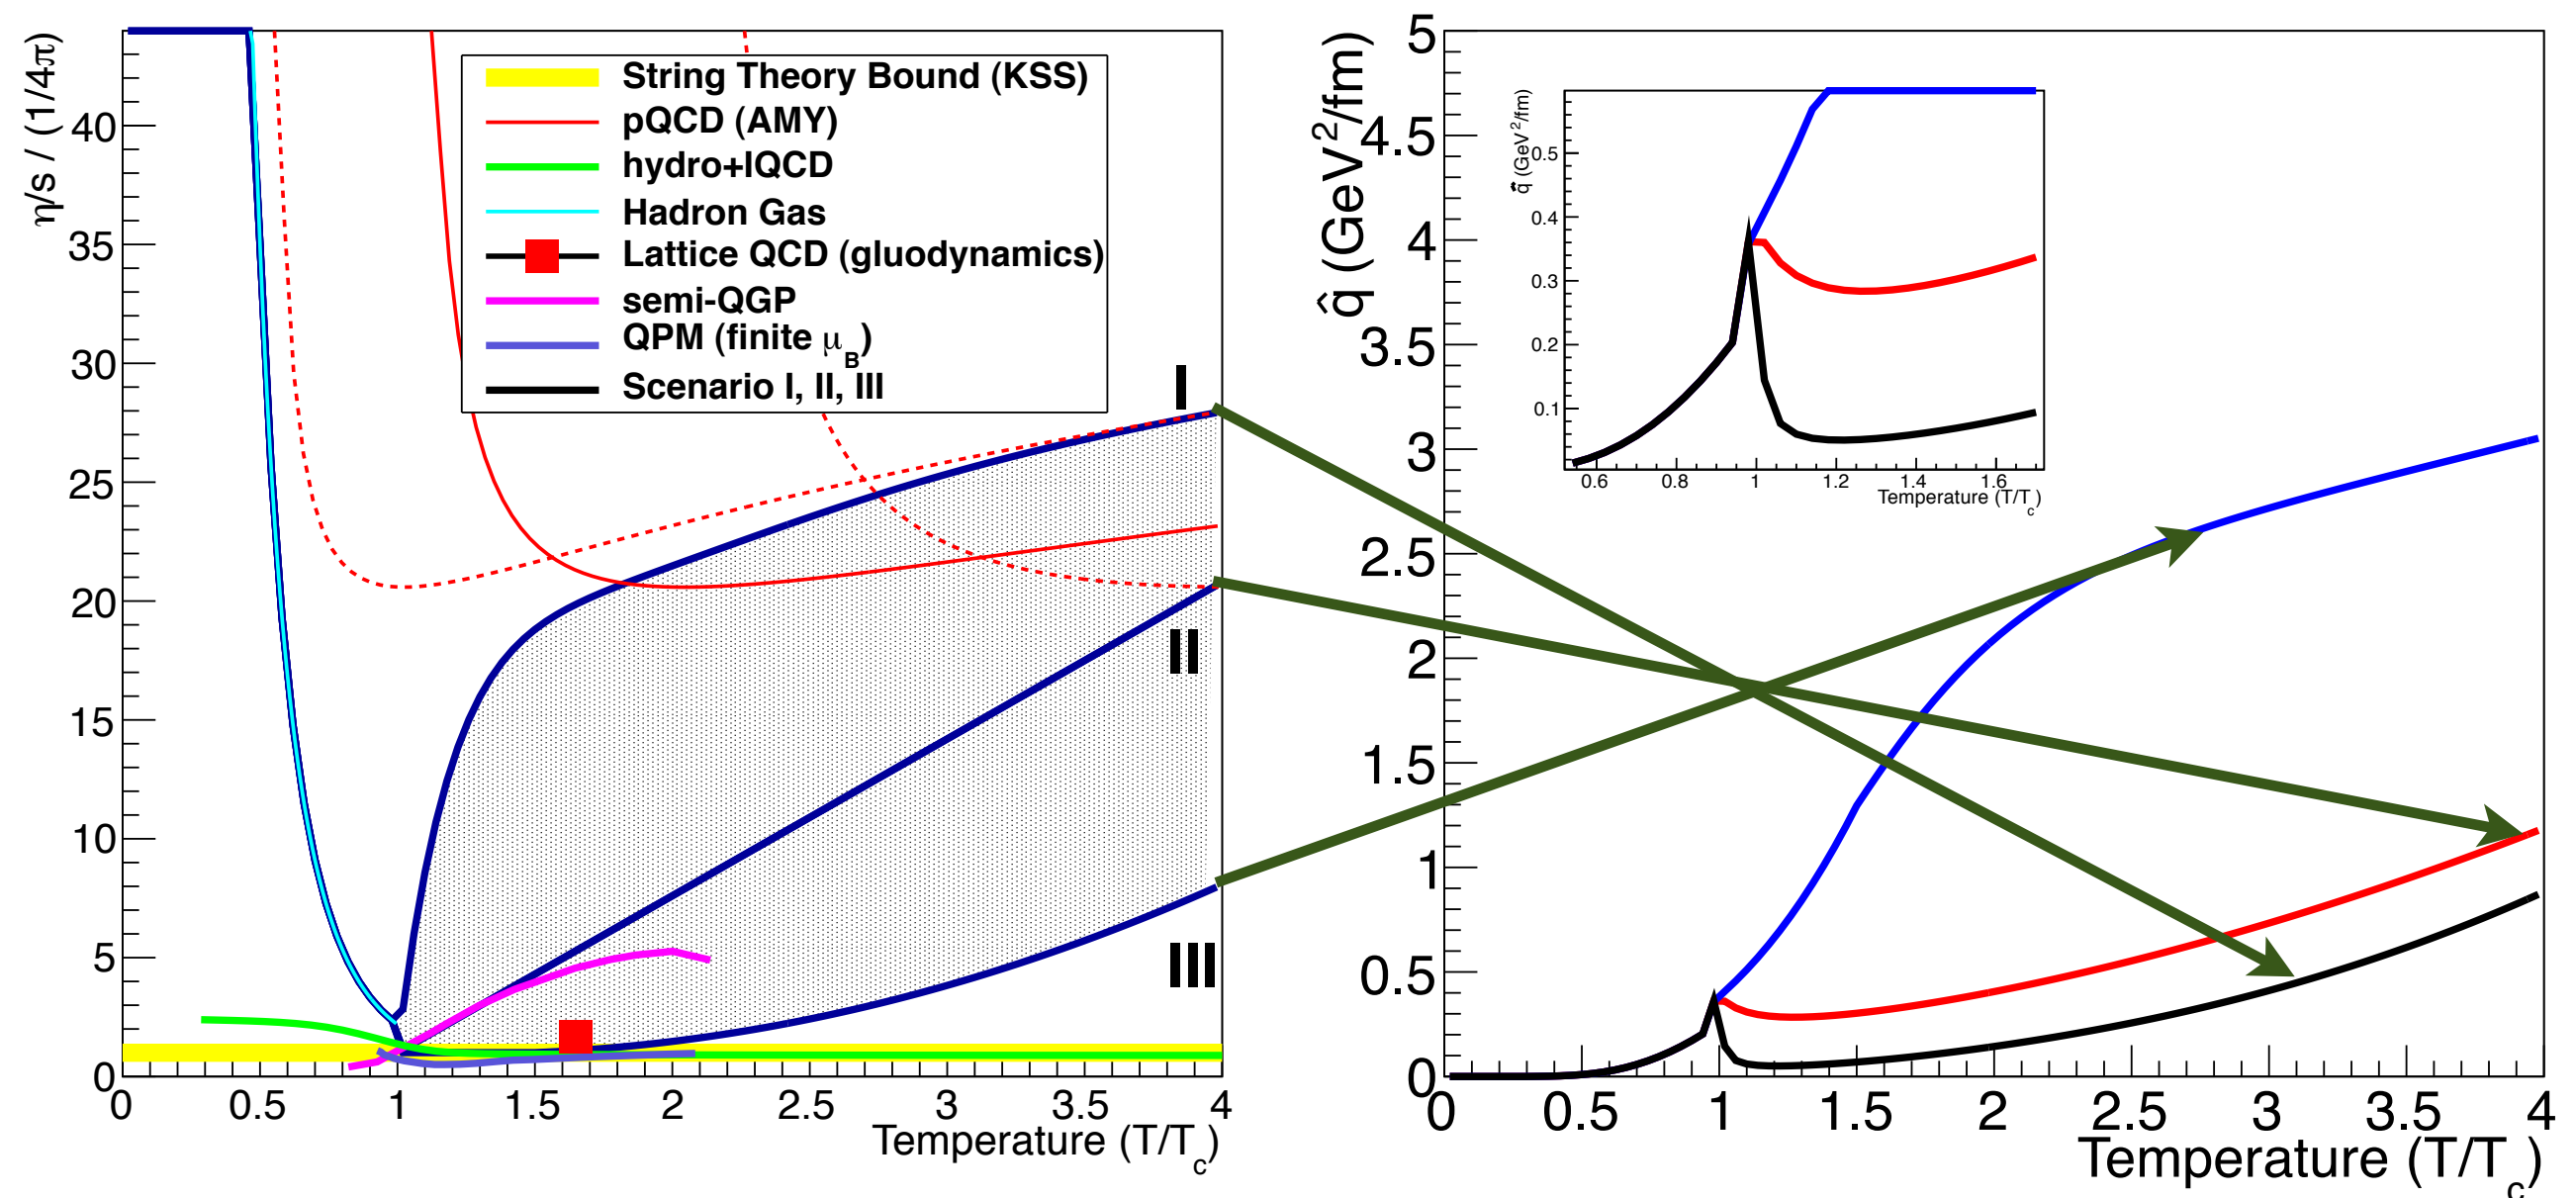 η/s / (1/4π)
40
35
30
25
20
15
10
5
0
0 0.5 1 1.5 2 2.5 3 3.5 4
Temperature (T/Tc)
String Theory Bound (KSS)
pQCD (AMY)
hydro+lQCD
Hadron Gas
Lattice QCD (gluodynamics)
semi-QGP
QPM (finite μB)
Scenario I, II, III
I
II
III
q̂ (GeV²/fm)
5
4.5
4
3.5
3
2.5
2
1.5
1
0.5
0
0 0.5 1 1.5 2 2.5 3 3.5 4
Temperature (T/Tc)
q̂ (GeV²/fm)
0.5
0.4
0.3
0.2
0.1
0.6 0.8 1 1.2 1.4 1.6
Temperature (T/Tc)